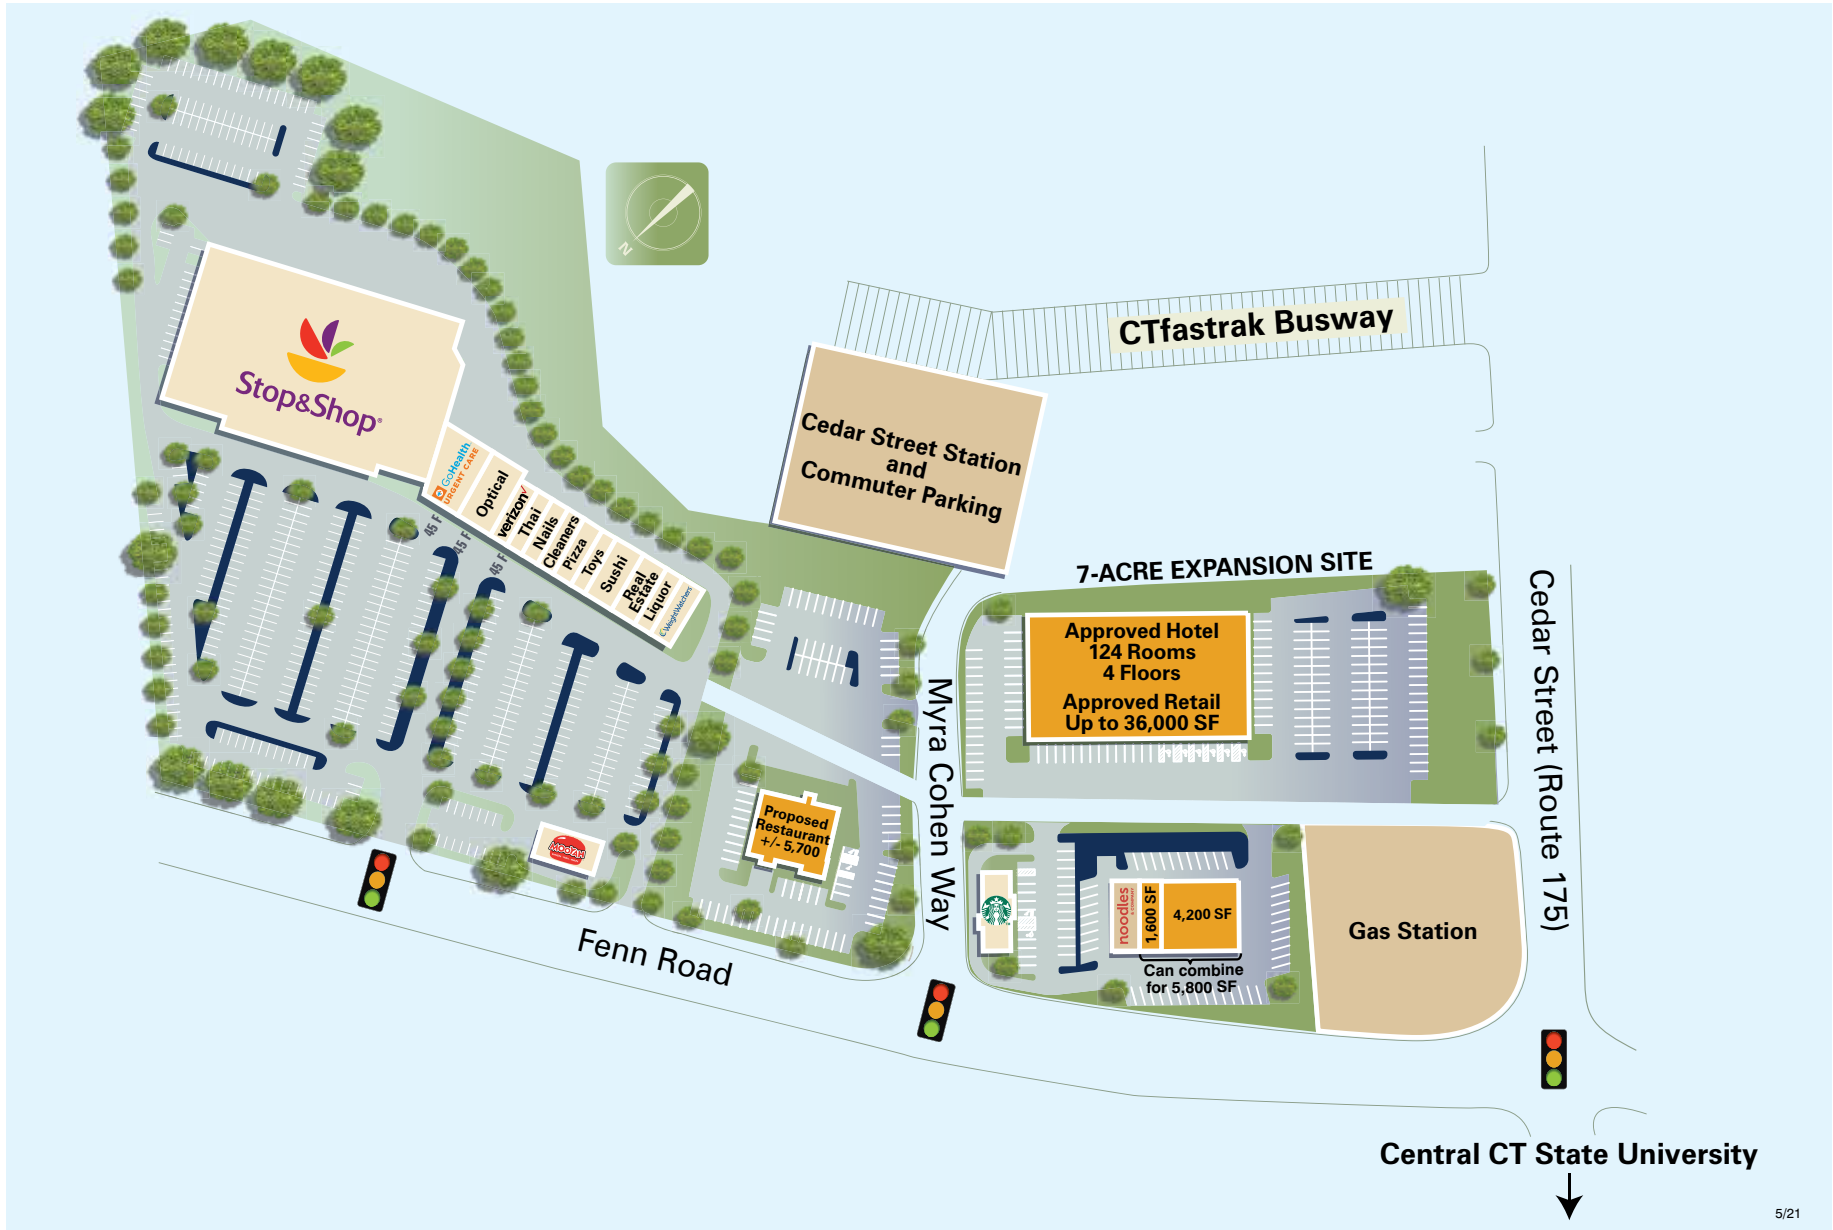 N
CTfastrak Busway
Stop&Shop®
Cedar Street Station
and
Commuter Parking
GoHealth
URGENT CARE
Optical
verizon✓
Thai
Nails
Cleaners
Pizza
Toys
Sushi
Real
Estate
Liquor
WeightWatchers
45 F
45 F
45 F
7-ACRE EXPANSION SITE
Approved Hotel
124 Rooms
4 Floors
Approved Retail
Up to 36,000 SF
Cedar Street (Route 175)
Myra Cohen Way
Proposed
Restaurant
+/- 5,700
MOOYAH
noodles
1,600 SF
4,200 SF
Can combine
for 5,800 SF
Gas Station
Fenn Road
Central CT State University
5/21